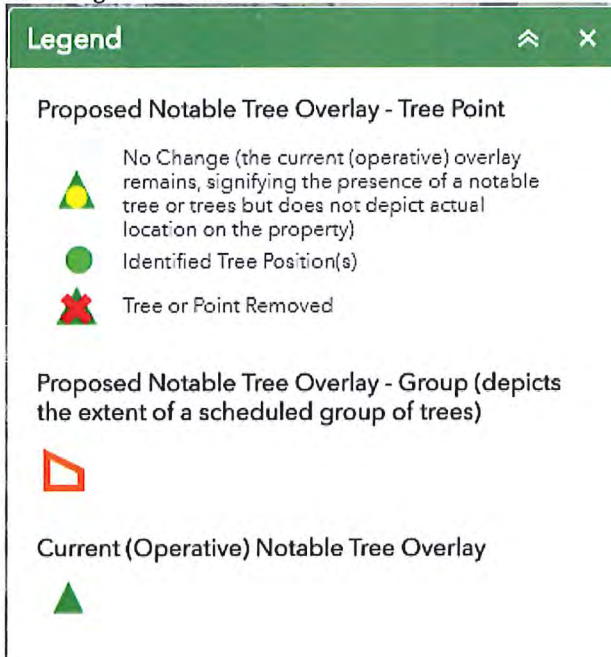 Legend
Proposed Notable Tree Overlay - Tree Point
No Change (the current (operative) overlay
remains, signifying the presence of a notable
tree or trees but does not depict actual
location on the property)
Identified Tree Position(s)
Tree or Point Removed
Proposed Notable Tree Overlay - Group (depicts
the extent of a scheduled group of trees)
Current (Operative) Notable Tree Overlay